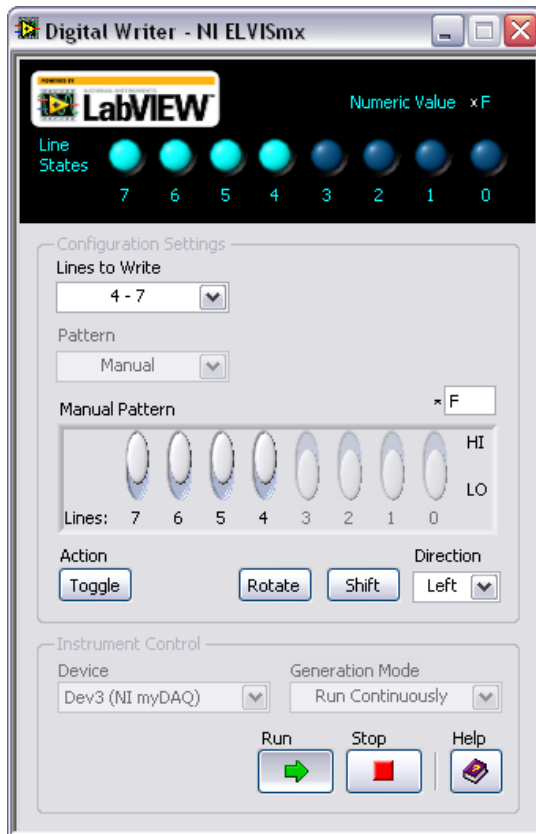 Digital Writer - NI ELVISmx
LabVIEW
Numeric Value x F
Line
States
7 6 5 4 3 2 1 0
Configuration Settings
Lines to Write
4 - 7
Pattern
Manual
Manual Pattern
x F
HI
LO
Lines: 7 6 5 4 3 2 1 0
Action
Direction
Toggle
Rotate
Shift
Left
Instrument Control
Device
Generation Mode
Dev3 (NI myDAQ)
Run Continuously
Run
Stop
Help